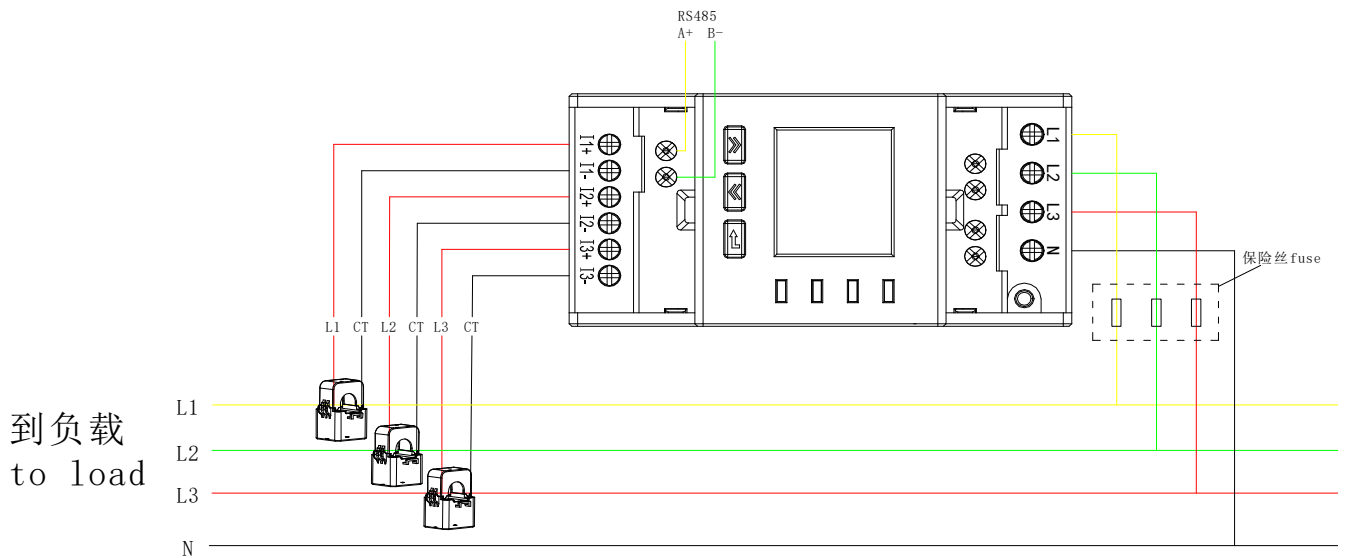 RS485
A+ B-
I1+
I1-
I2+
I2-
I3+
I3-
L1
L2
L3
N
保险丝fuse
L1 CT L2 CT L3 CT
到负载
to load
L1
L2
L3
N